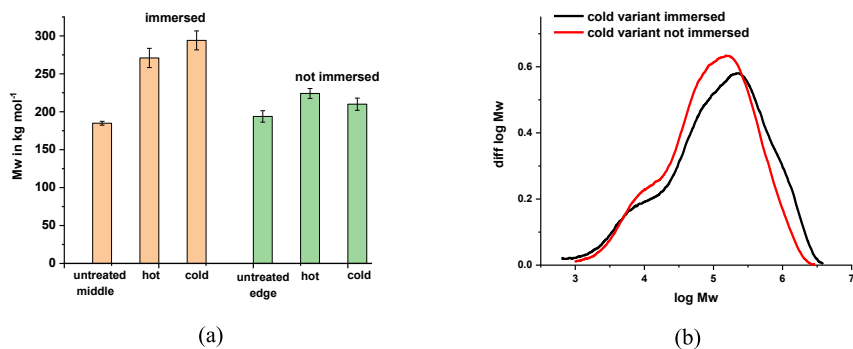 immersed
not immersed
Mw in kg mol⁻¹
300
250
200
150
100
50
0
untreated
middle
hot
cold
untreated
edge
hot
cold
(a)
cold variant immersed
cold variant not immersed
diff log Mw
0.6
0.4
0.2
0.0
3
4
5
6
7
log Mw
(b)